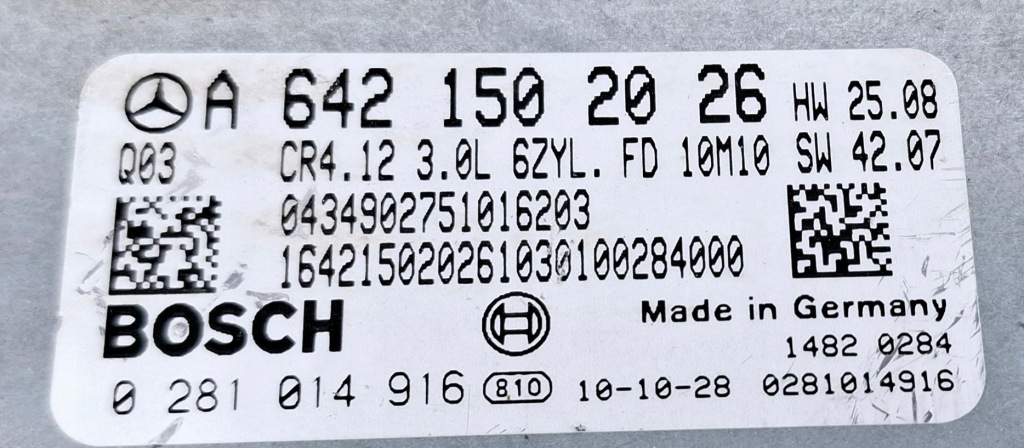 A 642 150 20 26 HW 25.08
Q03 CR4.12 3.0L 6ZYL. FD 10M10 SW 42.07
0434902751016203
164215020261030100284000
BOSCH Made in Germany
1482 0284
0 281 014 916 810 10-10-28 0281014916